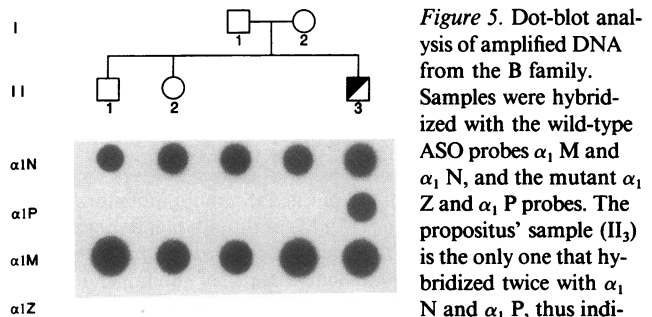 I
1 2
II
1 2 3
α1N
α1P
α1M
α1Z
Figure 5. Dot-blot anal-
ysis of amplified DNA
from the B family.
Samples were hybrid-
ized with the wild-type
ASO probes α₁ M and
α₁ N, and the mutant α₁
Z and α₁ P probes. The
propositus' sample (II₃)
is the only one that hy-
bridized twice with α₁
N and α₁ P, thus indi-